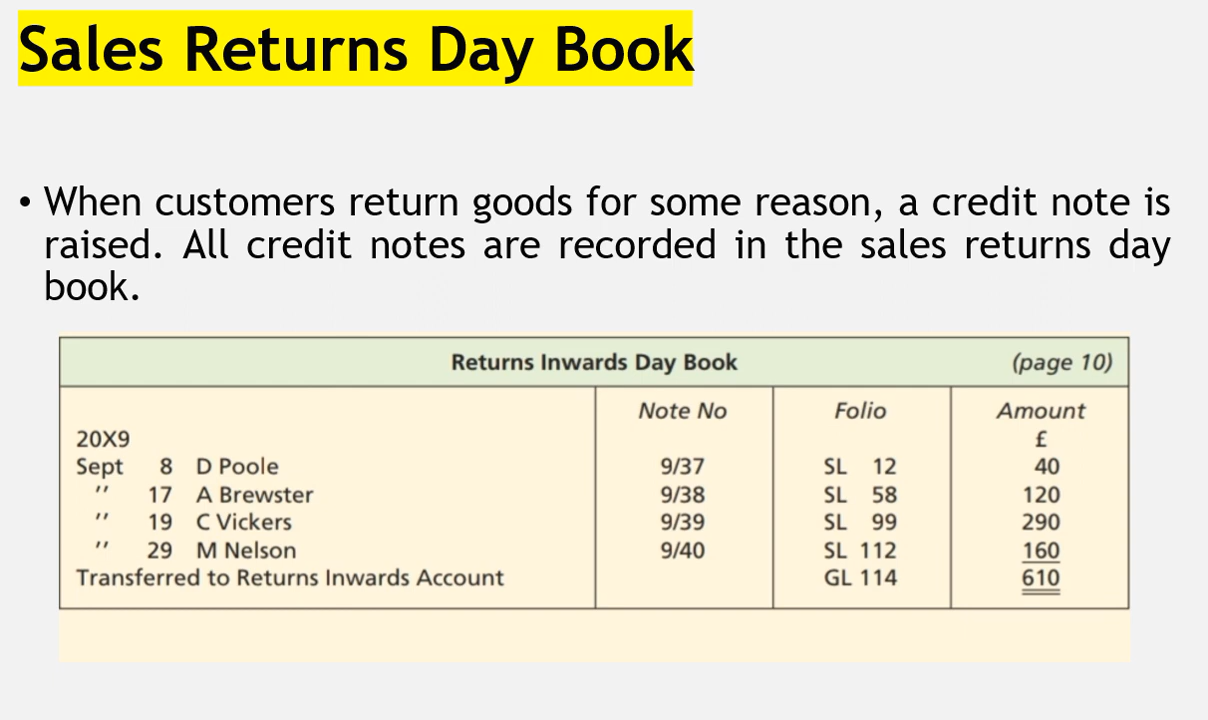 Sales Returns Day Book
• When customers return goods for some reason, a credit note is
raised. All credit notes are recorded in the sales returns day
book.
Returns Inwards Day Book (page 10)
Note No Folio Amount
20X9 £
Sept 8 D Poole 9/37 SL 12 40
" 17 A Brewster 9/38 SL 58 120
" 19 C Vickers 9/39 SL 99 290
" 29 M Nelson 9/40 SL 112 160
Transferred to Returns Inwards Account GL 114 610